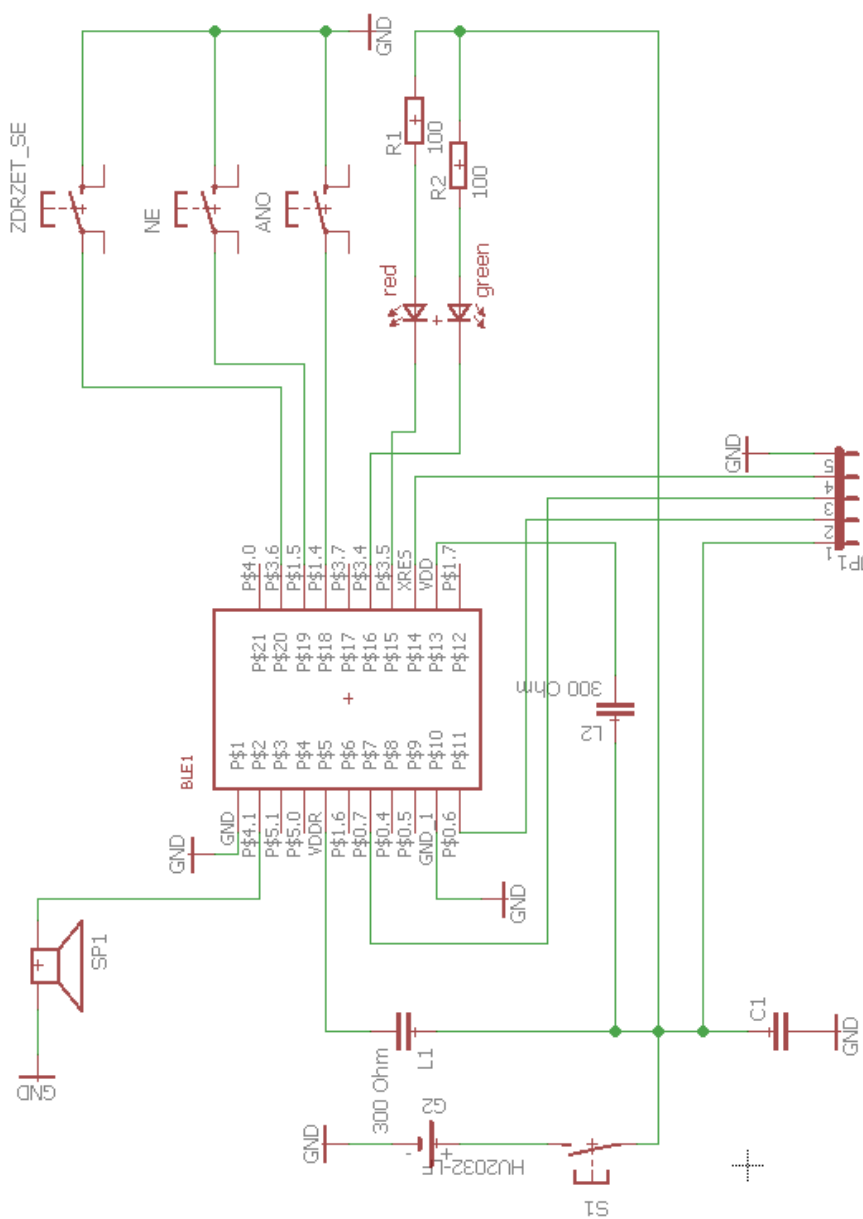 GND
ZDRZET_SE
NE
ANO
R1
100
R2
100
red
green
GND
P$4.0
P$3.6
P$1.5
P$1.4
P$3.7
P$3.4
P$3.5
XRES
VDD
P$1.7
5
4
3
2
1
P$21
P$20
P$19
P$18
P$17
P$16
P$15
P$14
P$13
P$12
300 Ohm
L2
BLE1
P$1
P$2
P$3
P$4
P$5
P$6
P$7
P$8
P$9
P$10
P$11
GND
P$4.1
P$5.1
P$5.0
VDDR
P$1.6
P$0.7
P$0.4
P$0.5
GND_1
P$0.6
GND
GND
SP1
GND
300 Ohm
L1
C1
GND
GND
G2
HU2032-LF
+
-
S1